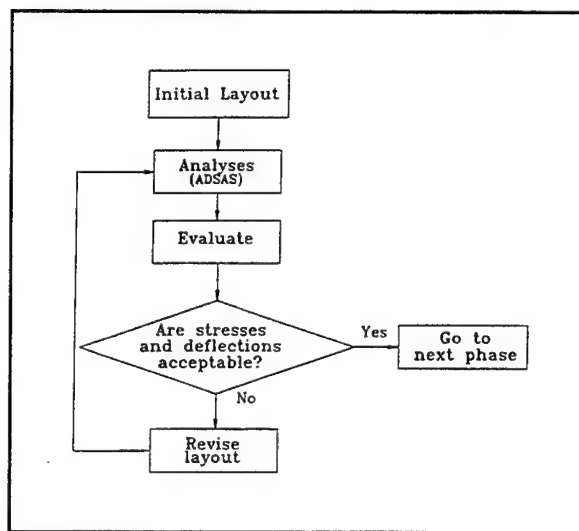 Initial Layout
Analyses
(ADSAS)
Evaluate
Are stresses
and deflections
acceptable?
Yes
Go to
next phase
No
Revise
layout